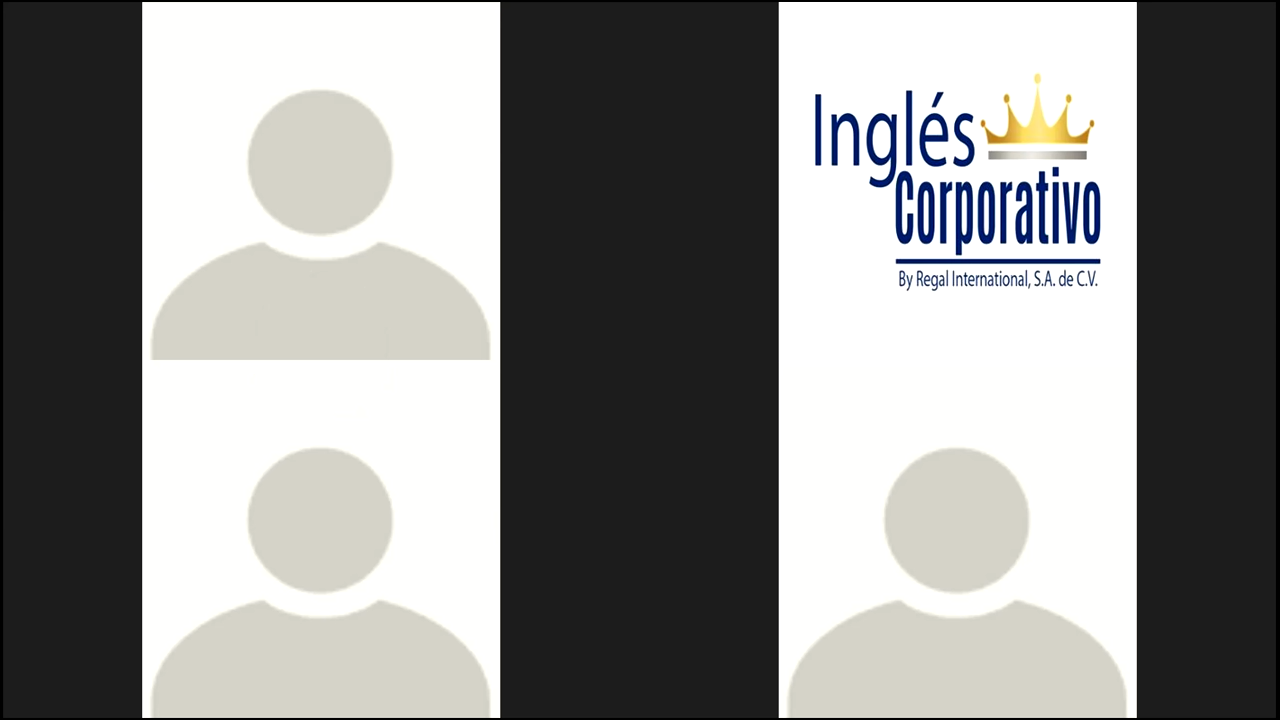 Inglés
Corporativo
By Regal International, S.A. de C.V.